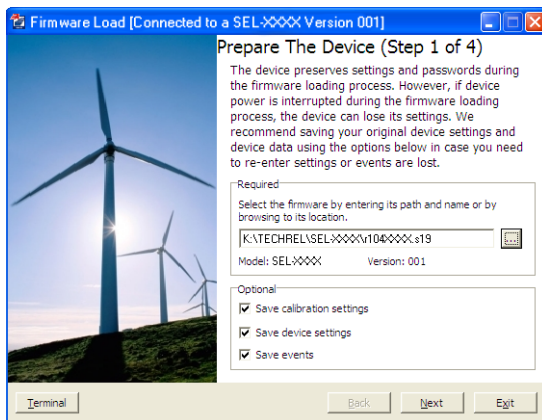 Firmware Load [Connected to a SEL-XXXX Version 001]
Prepare The Device (Step 1 of 4)
The device preserves settings and passwords during
the firmware loading process. However, if device
power is interrupted during the firmware loading
process, the device can lose its settings. We
recommend saving your original device settings and
device data using the options below in case you need
to re-enter settings or events are lost.
Required
Select the firmware by entering its path and name or by
browsing to its location.
K:\TECHREL\SEL-XXXX\r104XXXX.s19 ...
Model: SEL-XXXX Version: 001
Optional
Save calibration settings
Save device settings
Save events
Terminal Back Next Exit